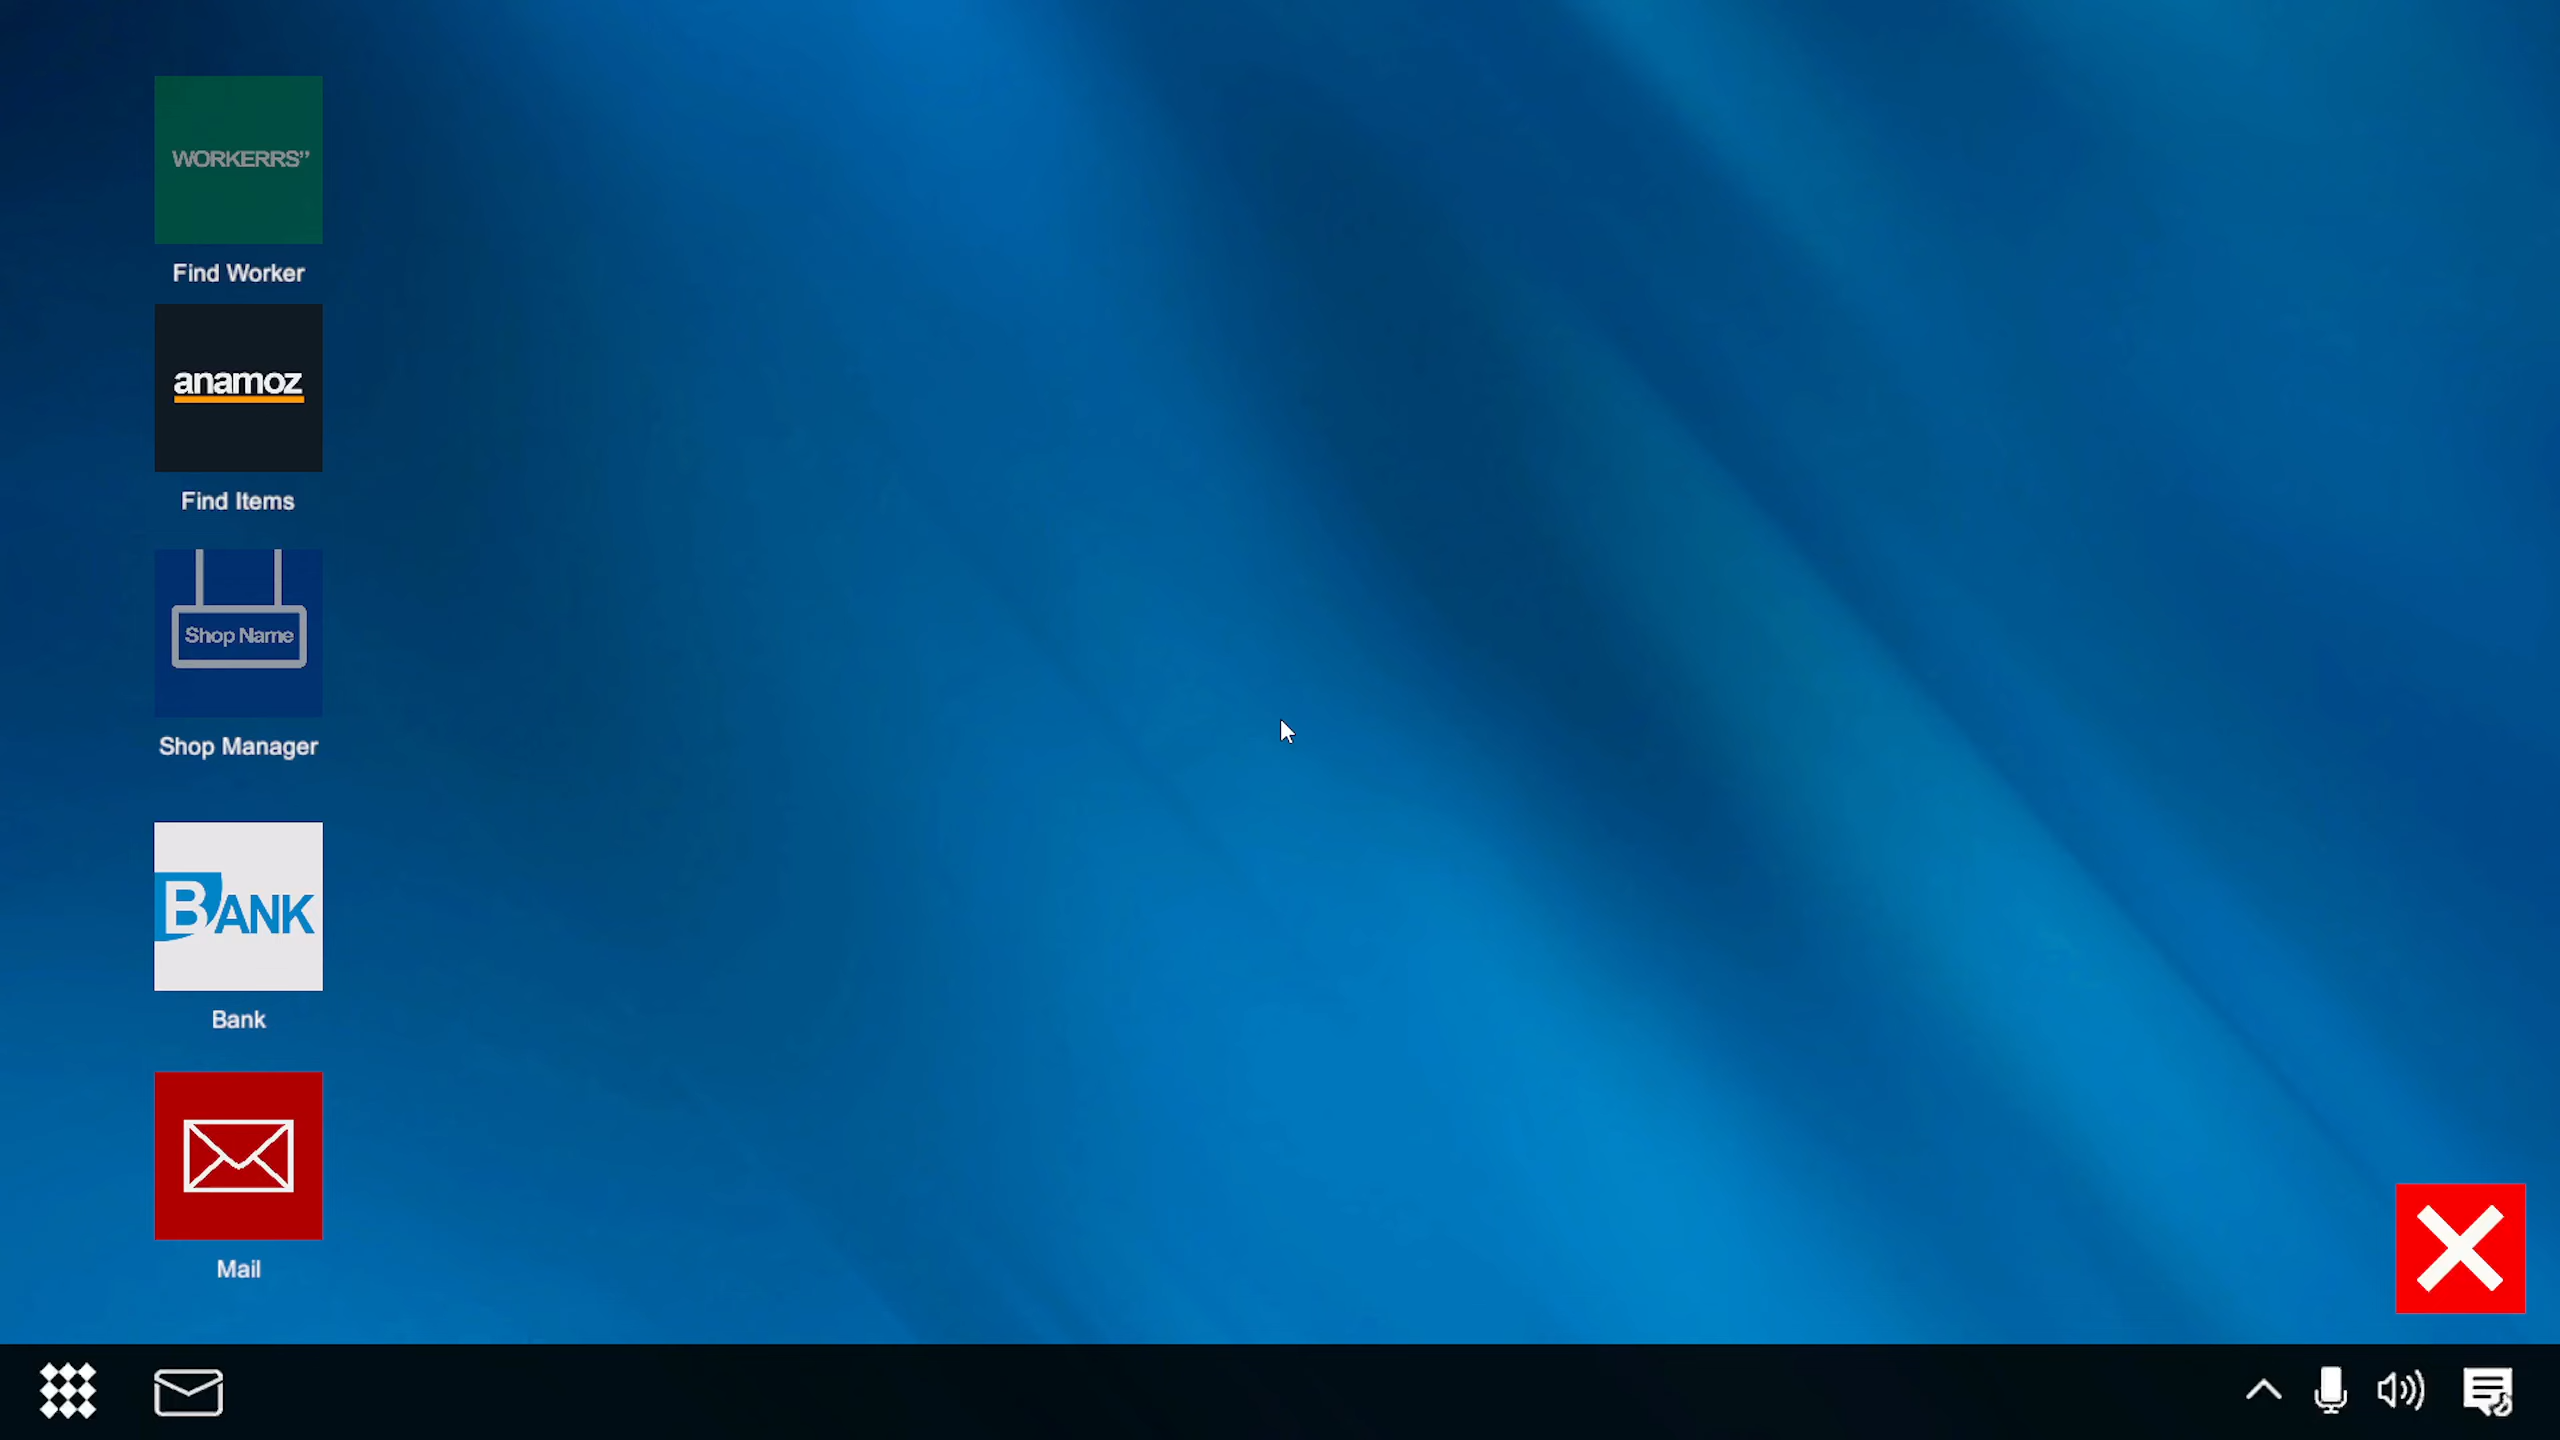 WORKERRS”
Find Worker
anamoz
Find Items
Shop Name
Shop Manager
BANK
Bank
Mail